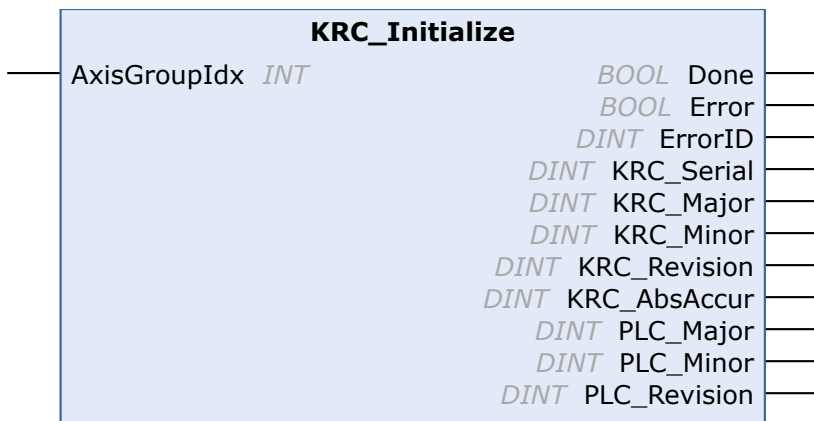 KRC_Initialize
AxisGroupIdx INT BOOL Done
BOOL Error
DINT ErrorID
DINT KRC_Serial
DINT KRC_Major
DINT KRC_Minor
DINT KRC_Revision
DINT KRC_AbsAccur
DINT PLC_Major
DINT PLC_Minor
DINT PLC_Revision